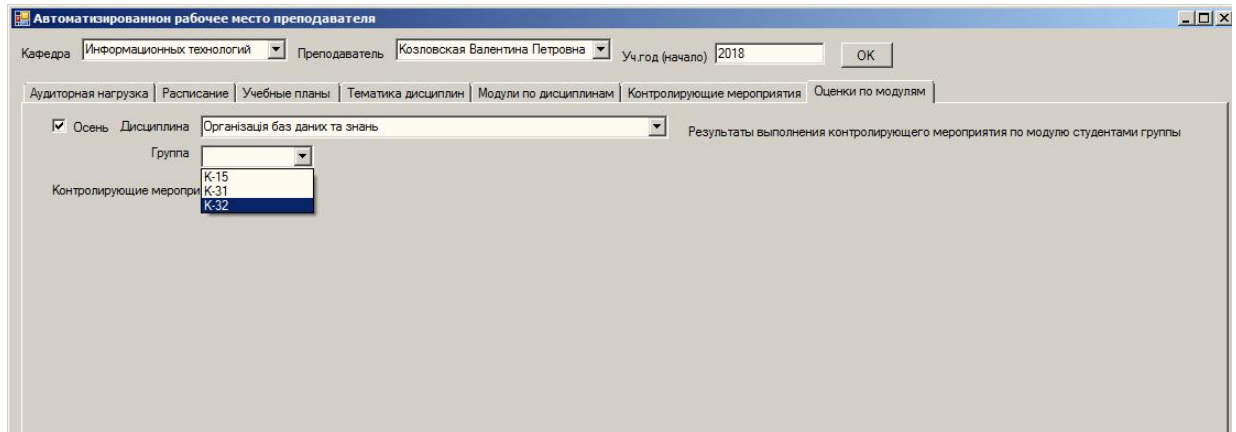 Автоматизированнон рабочее место преподавателя
Кафедра Информационных технологий Преподаватель Козловская Валентина Петровна Уч.год (начало) 2018 OK
Аудиторная нагрузка Расписание Учебные планы Тематика дисциплин Модули по дисциплинам Контролирующие мероприятия Оценки по модулям
Осень Дисциплина Організація баз даних та знань Результаты выполнения контролирующего мероприятия по модулю студентами группы
Группа
К-15
Контролирующие меропри К-31
К-32